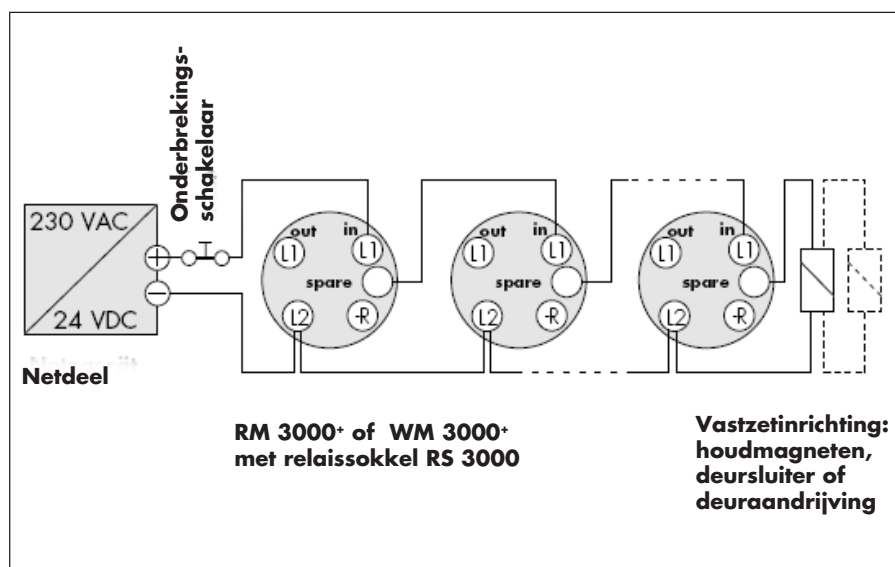 Onderbrekings-
schakelaar
230 VAC
24 VDC
+
−
Netdeel
out in
L1 L1
spare
L2 -R
out in
L1 L1
spare
L2 -R
out in
L1 L1
spare
L2 -R
RM 3000+ of WM 3000+
met relaissokkel RS 3000
Vastzetinrichting:
houdmagneten,
deursluiter of
deuraandrijving